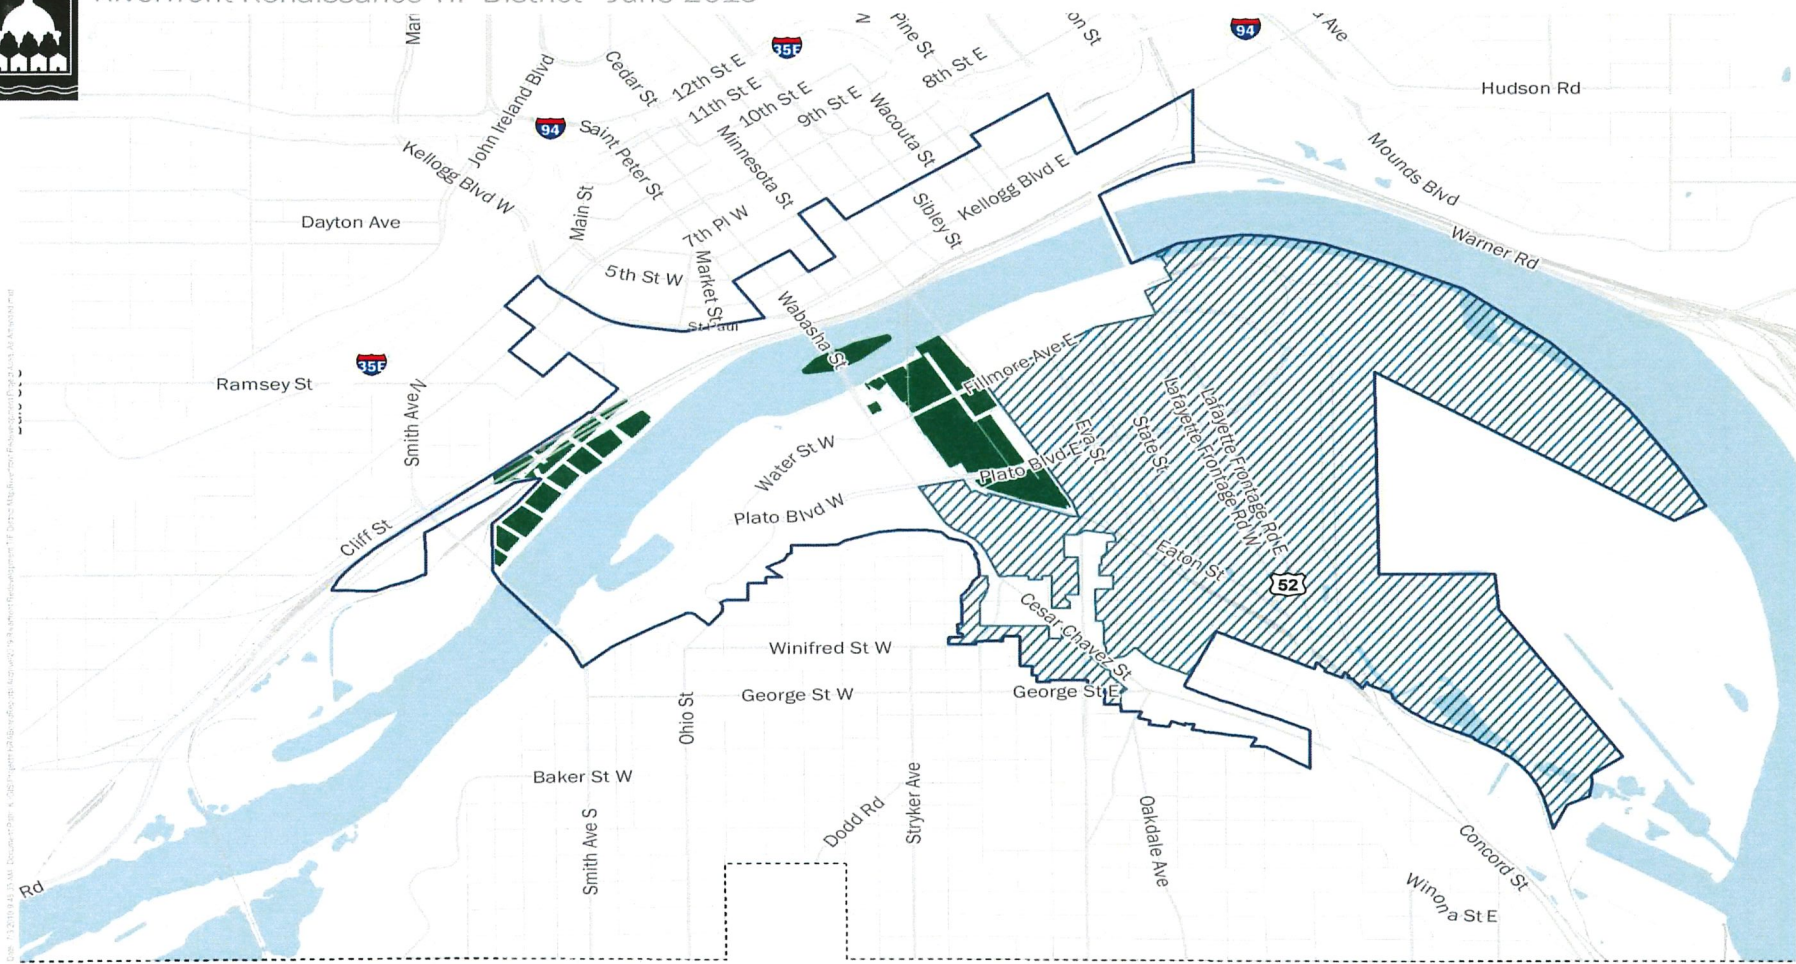 35E
94
Hudson Rd
Pine St
8th St E
Cedar St
12th St E
11th St E
10th St E
9th St E
Wacouta St
John Ireland Blvd
94
Saint Peter St
Minnesota St
Kellogg Blvd W
Mounds Blvd
Kellogg Blvd E
Main St
Sibley St
Dayton Ave
7th Pl W
Warner Rd
5th St W
Market St
St Paul
Wabasha St
35E
Ramsey St
Smith Ave N
Fillmore Ave E
Lafayette Frontage Rd E
Lafayette Frontage Rd W
Eva St
State St
Water St W
Plato Blvd E
Plato Blvd W
Cliff St
Eaton St
52
Cesar Chavez St
Winifred St W
George St W
George St E
Ohio St
Baker St W
Smith Ave S
Dodd Rd
Stryker Ave
Oakdale Ave
Concord St
Winona St E
Rd